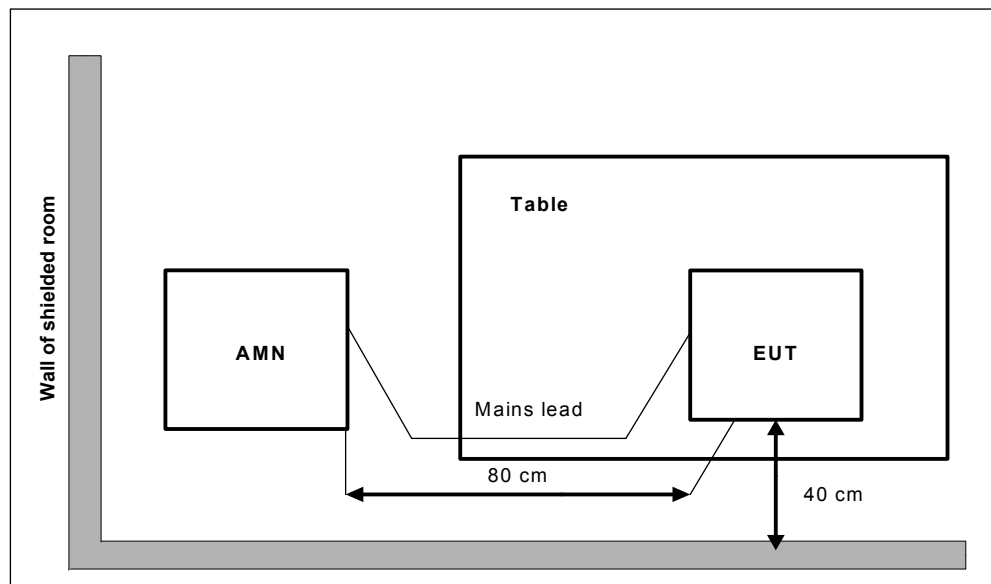 Wall of shielded room
Table
AMN
EUT
Mains lead
80 cm
40 cm